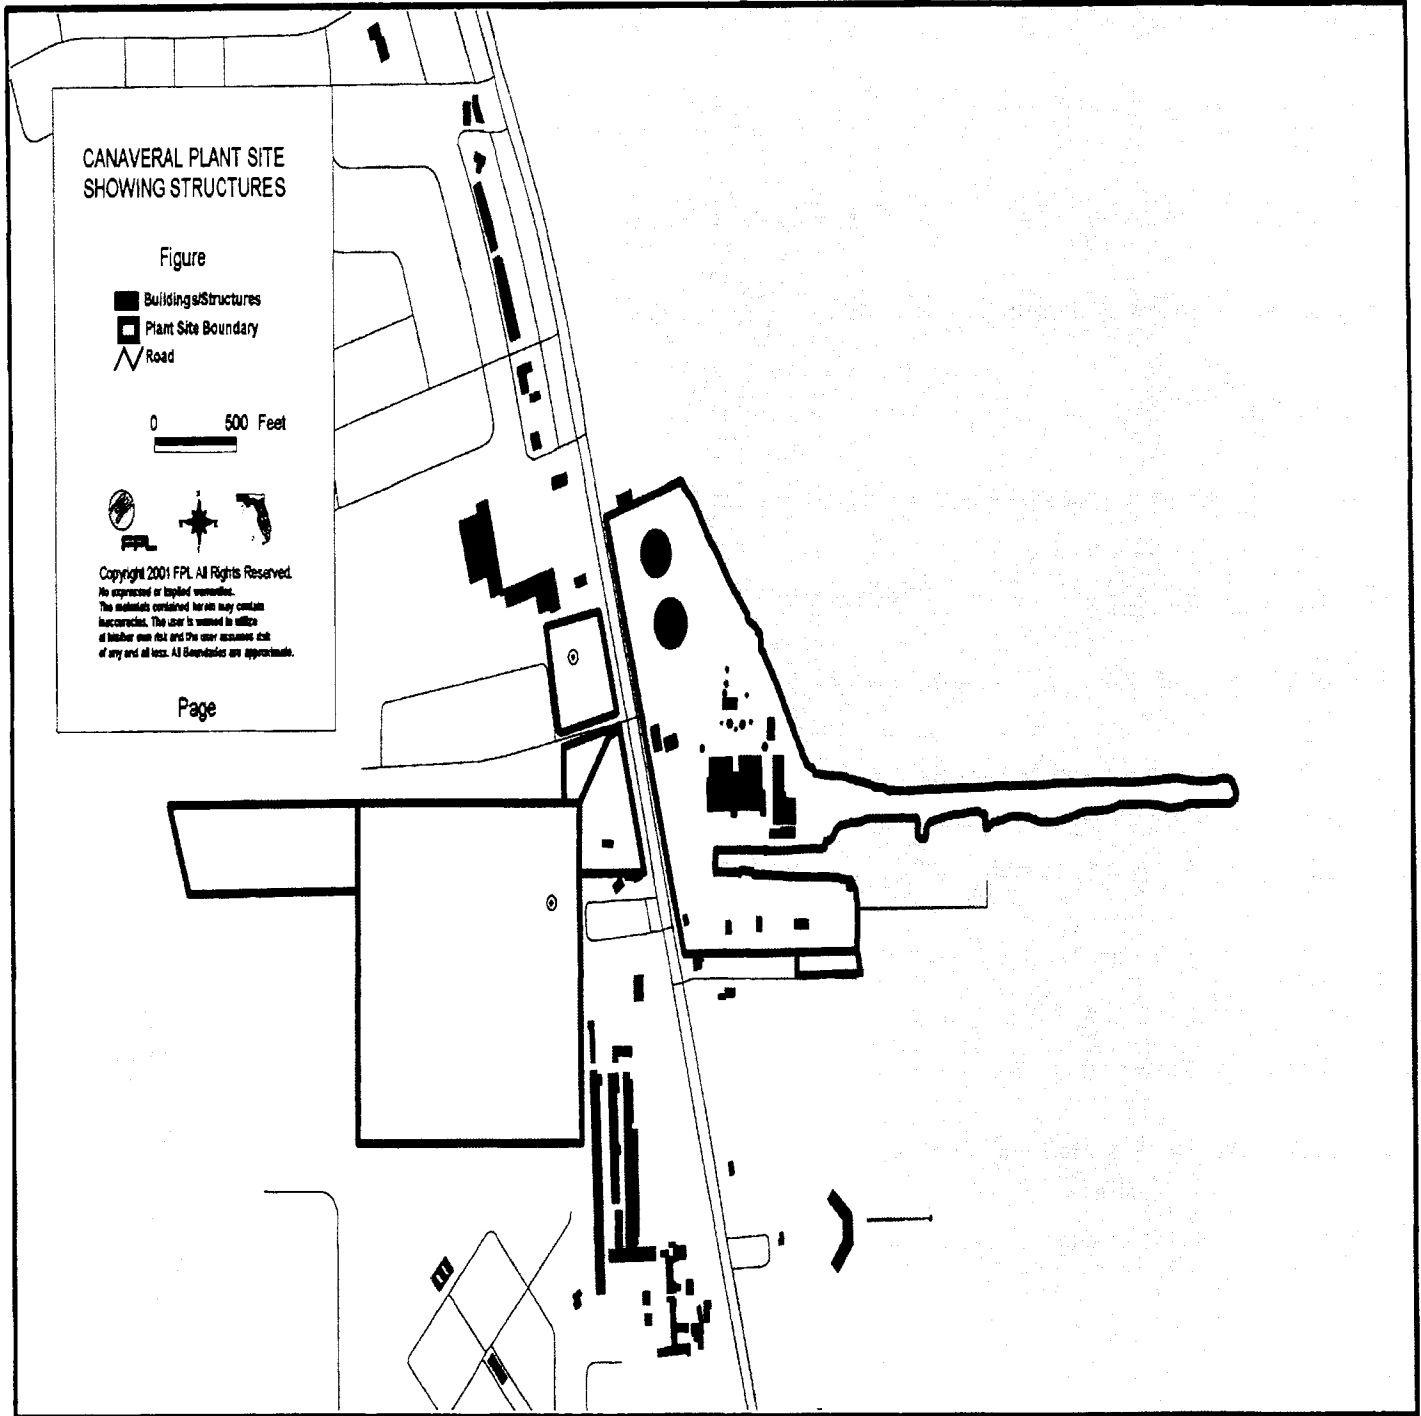 CANAVERAL PLANT SITE
SHOWING STRUCTURES
Figure
Buildings/Structures
Plant Site Boundary
Road
0 500 Feet
FPL
Copyright 2001 FPL All Rights Reserved.
No expressed or implied warranties.
The materials contained herein may contain
inaccuracies. The user is warned to utilize
at his/her own risk and the user assumes risk
of any and all loss. All Boundaries are approximate.
Page